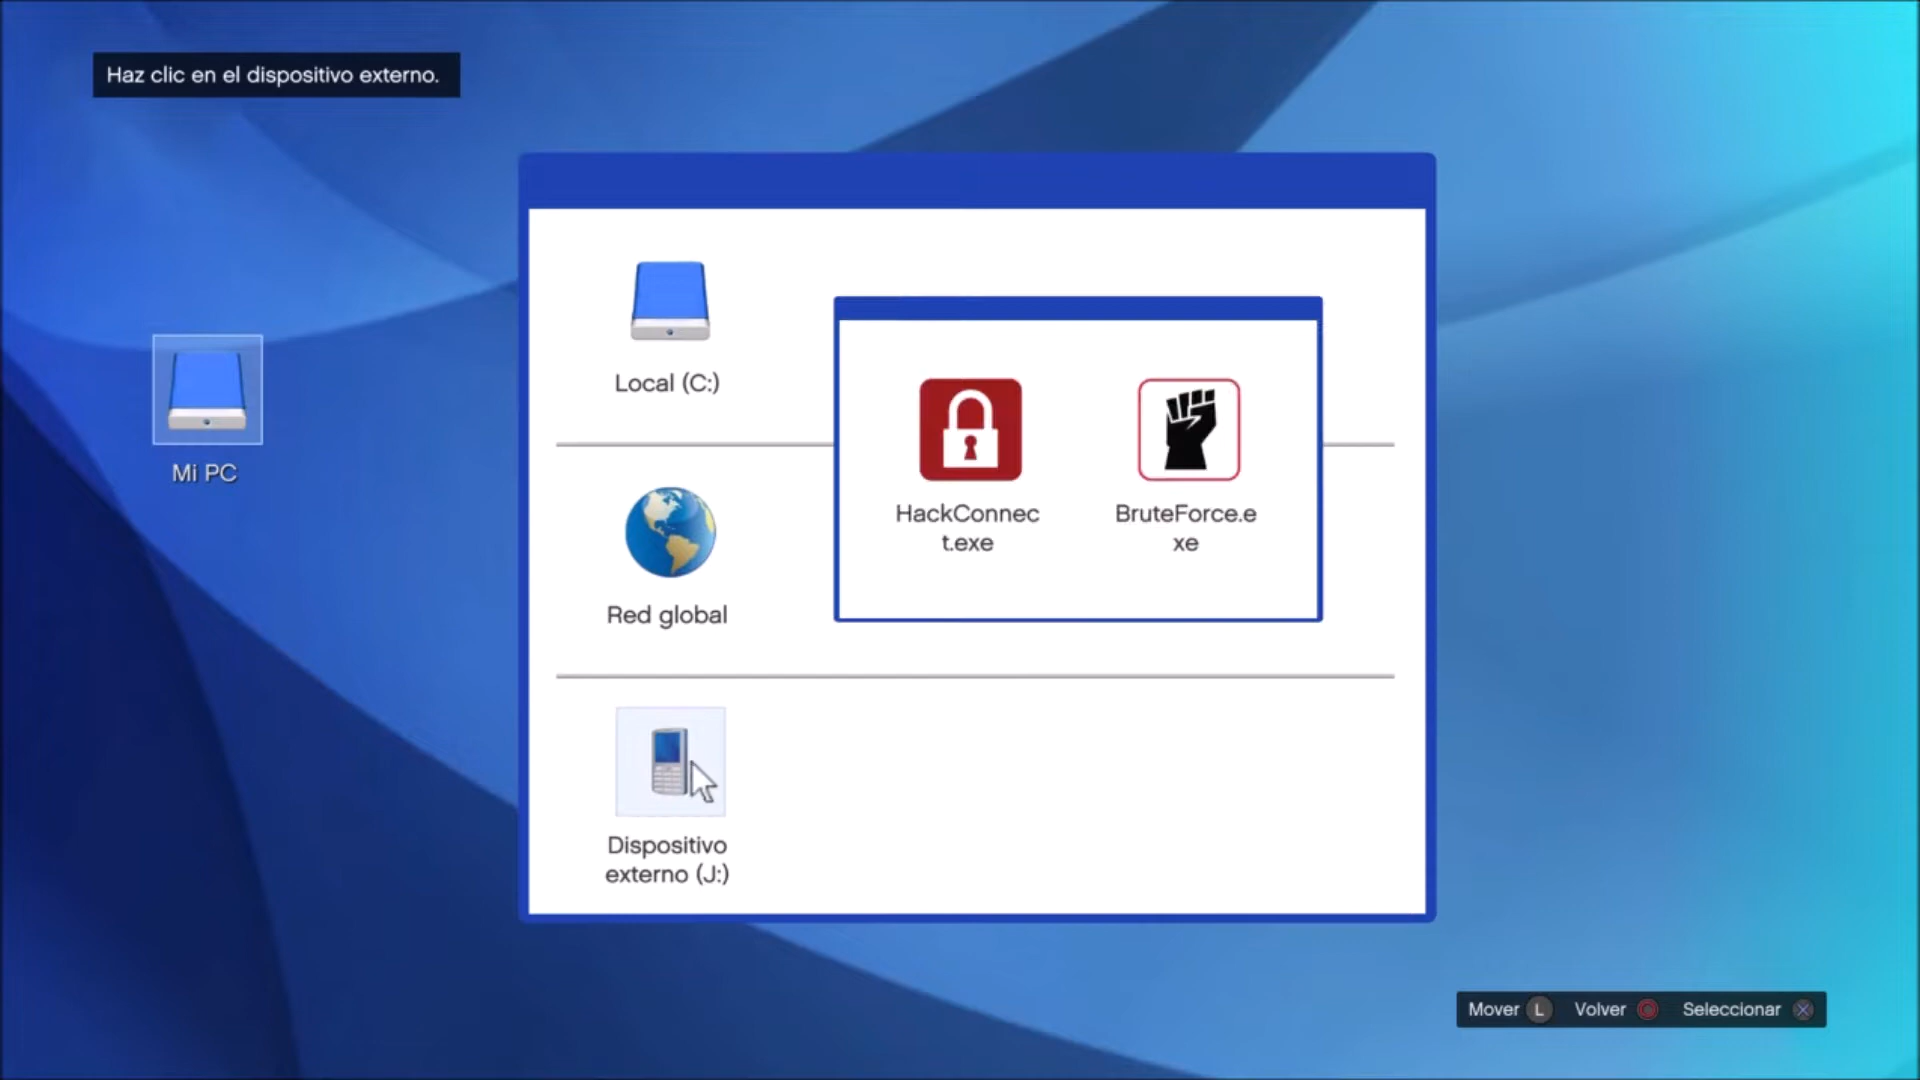 Haz clic en el dispositivo externo.
Mi PC
Local (C:)
Red global
Dispositivo
externo (J:)
HackConnec
t.exe
BruteForce.e
xe
Mover L Volver Seleccionar